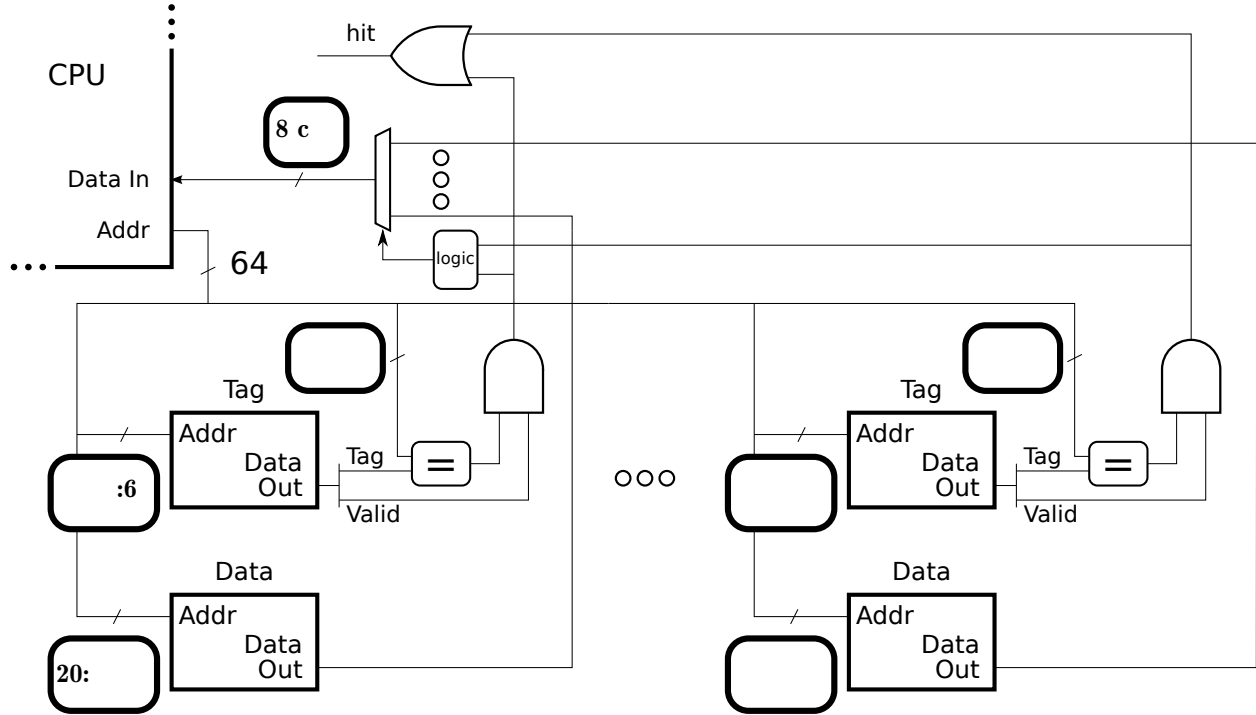 hit
CPU
8 c
Data In
Addr
64
logic
Tag
Addr
Data
Out
Tag
=
Valid
:6
Data
Addr
Data
Out
20:
Tag
Addr
Data
Out
Tag
=
Valid
Data
Addr
Data
Out